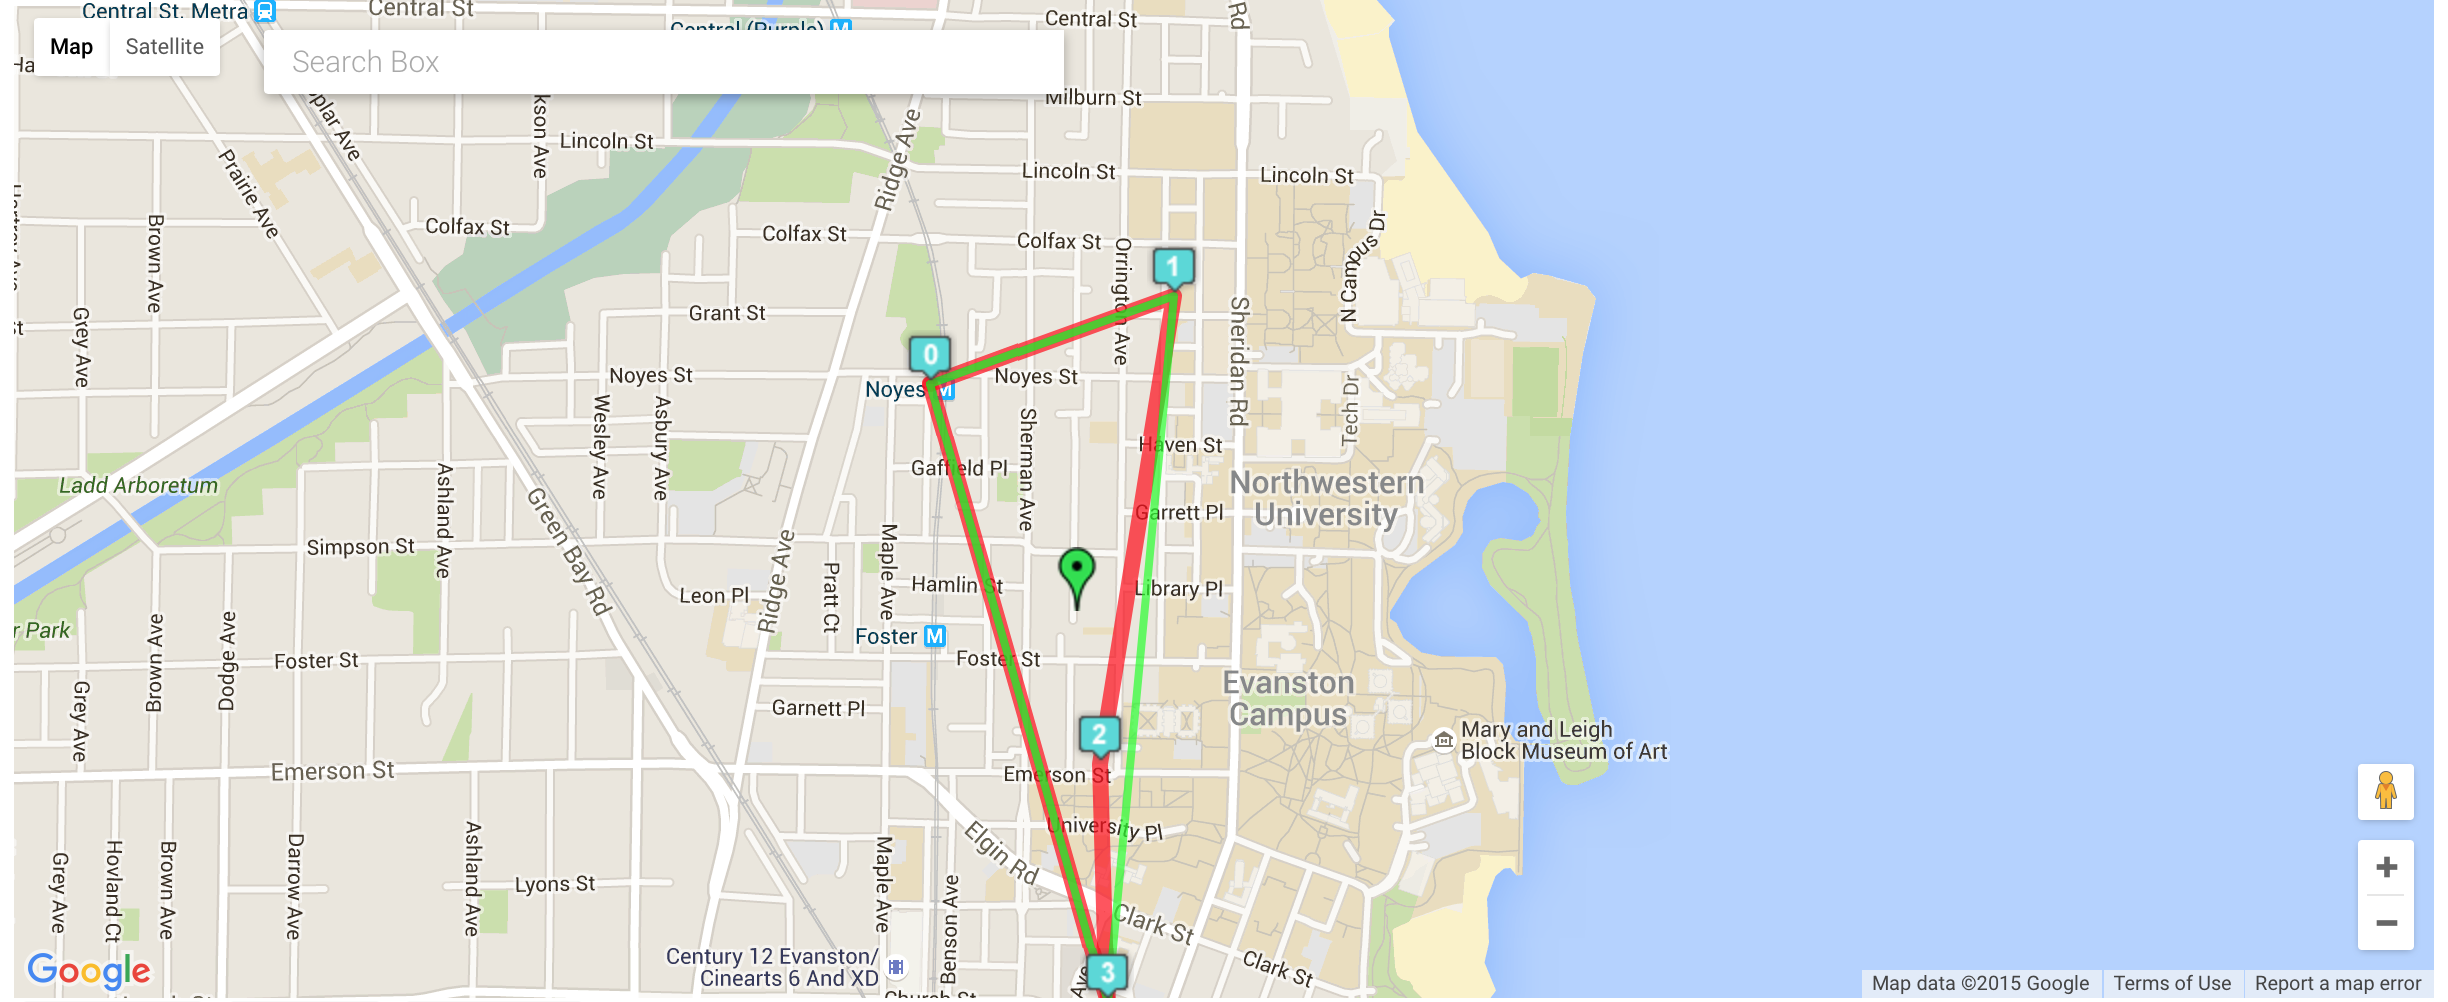 Central St. Metra
Central St
Central (Purple) M
Central St
Rd
Map
Satellite
Search Box
Milburn St
Lincoln St
Ridge Ave
Prairie Ave
Lincoln St
Lincoln St
Brown Ave
Colfax St
Colfax St
Colfax St
Orrington Ave
N Campus Dr
1
Grey Ave
Grant St
Sheridan Rd
0
Noyes St
Noyes M
Noyes St
Tech Dr
Wesley Ave
Asbury Ave
Sherman Ave
Haven St
Gaffield Pl
Ladd Arboretum
Ashland Ave
Green Bay Rd
Northwestern
University
Garrett Pl
Simpson St
Ridge Ave
Maple Ave
Pratt Ct
Hamlin St
Leon Pl
Library Pl
Foster M
Brown Ave
Dodge Ave
Foster St
Foster St
Grey Ave
Evanston
Campus
Garnett Pl
2
Mary and Leigh
Block Museum of Art
Emerson St
Emerson St
University Pl
Elgin Rd
Grey Ave
Hovland Ct
Brown Ave
Darrow Ave
Ashland Ave
Lyons St
Maple Ave
Benson Ave
Clark St
Century 12 Evanston/
Cinearts 6 And XD
Clark St
3
Ave
Church St
Google
Map data ©2015 Google
Terms of Use
Report a map error